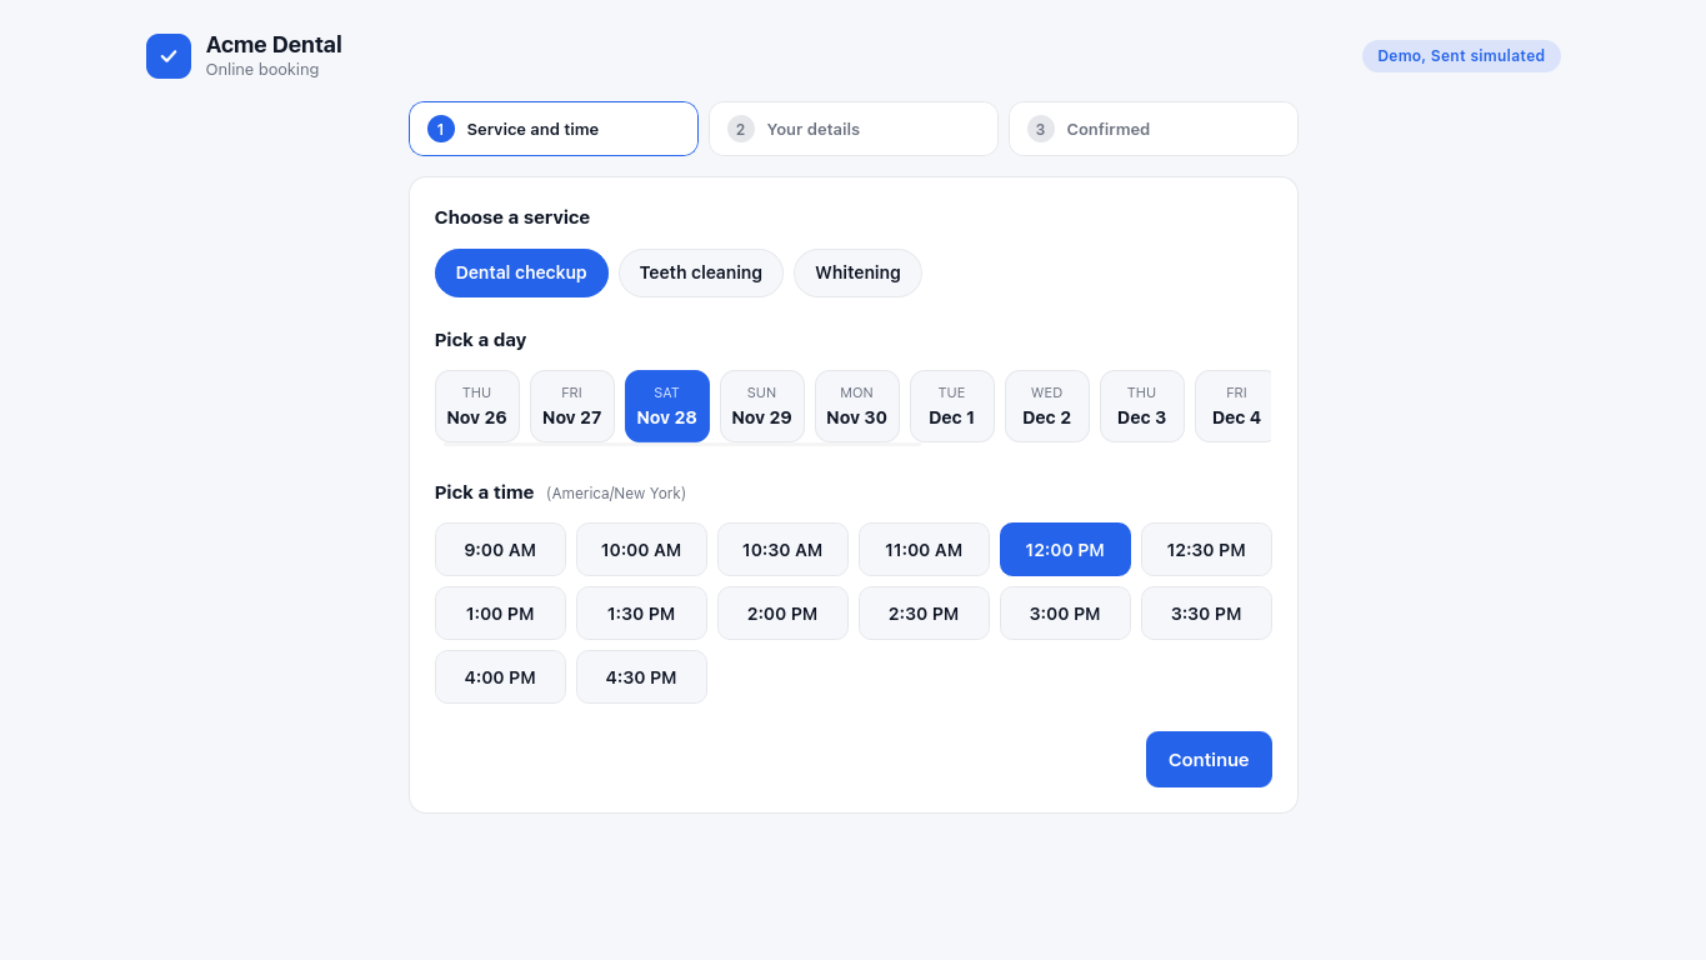 Acme Dental
Online booking
Demo, Sent simulated
1 Service and time
2 Your details
3 Confirmed
Choose a service
Dental checkup Teeth cleaning Whitening
Pick a day
THU FRI SAT SUN MON TUE WED THU FRI
Nov 26 Nov 27 Nov 28 Nov 29 Nov 30 Dec 1 Dec 2 Dec 3 Dec 4
Pick a time (America/New York)
9:00 AM 10:00 AM 10:30 AM 11:00 AM 12:00 PM 12:30 PM
1:00 PM 1:30 PM 2:00 PM 2:30 PM 3:00 PM 3:30 PM
4:00 PM 4:30 PM
Continue